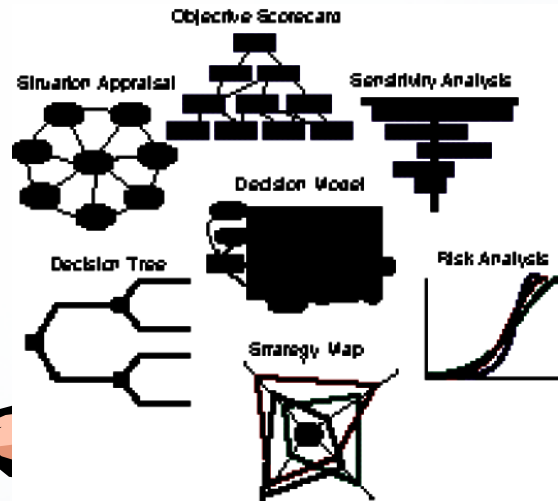 Objective Scorecard
Situation Appraisal
Sensitivity Analysis
Decision Model
Decision Tree
Risk Analysis
Strategy Map